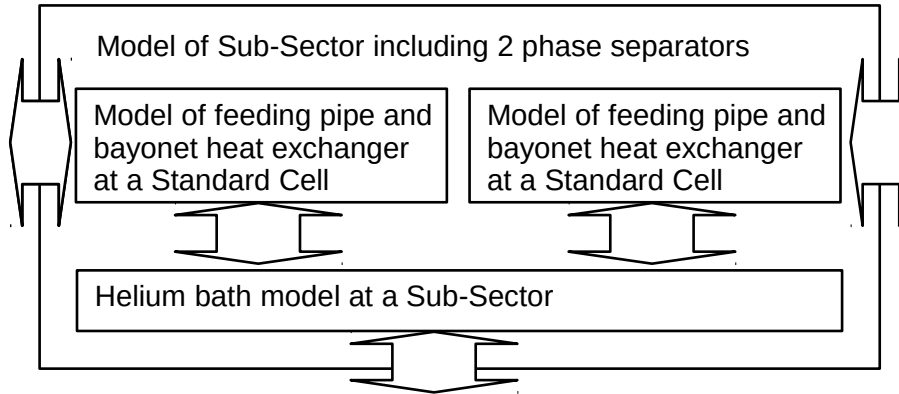 Model of Sub-Sector including 2 phase separators
Model of feeding pipe and
bayonet heat exchanger
at a Standard Cell
Model of feeding pipe and
bayonet heat exchanger
at a Standard Cell
Helium bath model at a Sub-Sector